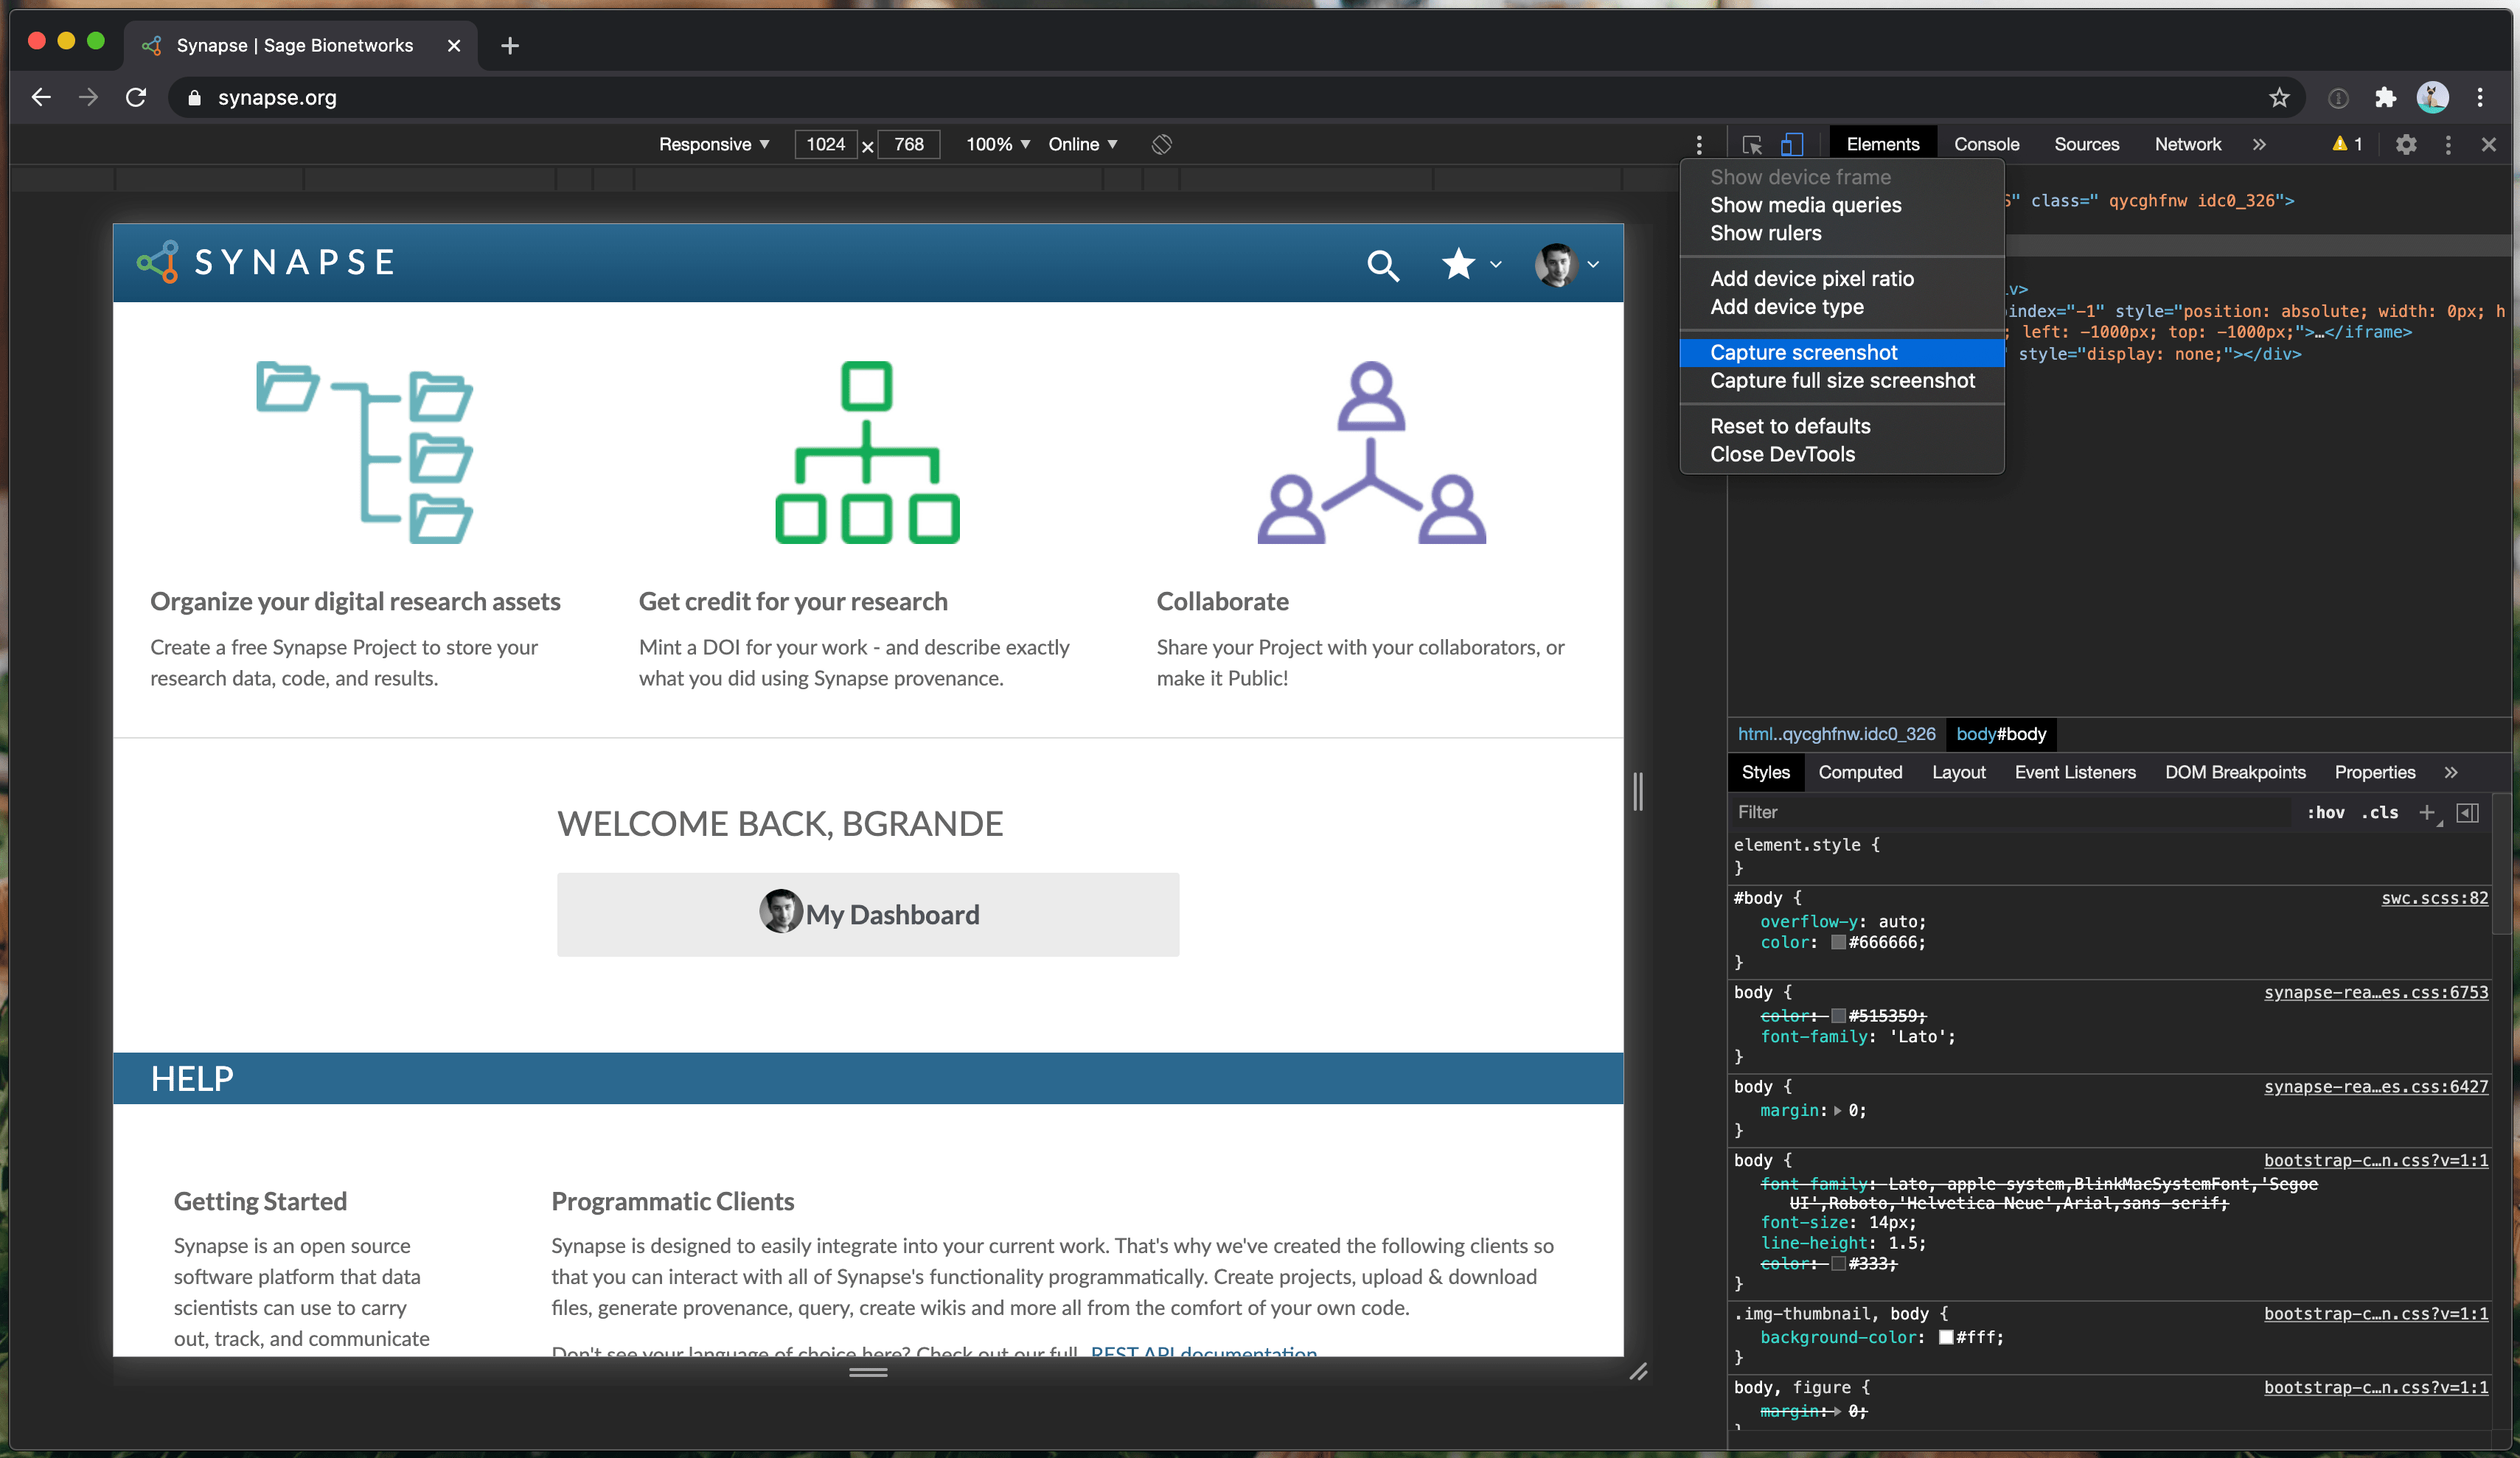 Synapse | Sage Bionetworks
synapse.org
Responsive ▼ 1024 × 768 100% ▼ Online ▼
Elements Console Sources Network » 1
Show device frame
Show media queries
Show rulers
Add device pixel ratio
Add device type
Capture screenshot
Capture full size screenshot
Reset to defaults
Close DevTools
" class=" qycghfnw idc0_326">
v>
index="-1" style="position: absolute; width: 0px; h
; left: -1000px; top: -1000px;">…</iframe>
" style="display: none;"></div>
SYNAPSE
Organize your digital research assets
Create a free Synapse Project to store your
research data, code, and results.
Get credit for your research
Mint a DOI for your work - and describe exactly
what you did using Synapse provenance.
Collaborate
Share your Project with your collaborators, or
make it Public!
WELCOME BACK, BGRANDE
My Dashboard
HELP
Getting Started
Synapse is an open source
software platform that data
scientists can use to carry
out, track, and communicate
Programmatic Clients
Synapse is designed to easily integrate into your current work. That's why we've created the following clients so
that you can interact with all of Synapse's functionality programmatically. Create projects, upload & download
files, generate provenance, query, create wikis and more all from the comfort of your own code.
Don't see your language of choice here? Check out our full REST API documentation
html..qycghfnw.idc0_326 body#body
Styles Computed Layout Event Listeners DOM Breakpoints Properties »
Filter :hov .cls +
element.style {
}
#body { swc.scss:82
overflow-y: auto;
color: #666666;
}
body { synapse-rea…es.css:6753
color: #515359;
font-family: 'Lato';
}
body { synapse-rea…es.css:6427
margin: 0;
}
body { bootstrap-c…n.css?v=1:1
font-family: Lato,-apple-system,BlinkMacSystemFont,'Segoe
UI',Roboto,'Helvetica Neue',Arial,sans-serif;
font-size: 14px;
line-height: 1.5;
color: #333;
}
.img-thumbnail, body { bootstrap-c…n.css?v=1:1
background-color: #fff;
}
body, figure { bootstrap-c…n.css?v=1:1
margin: 0;